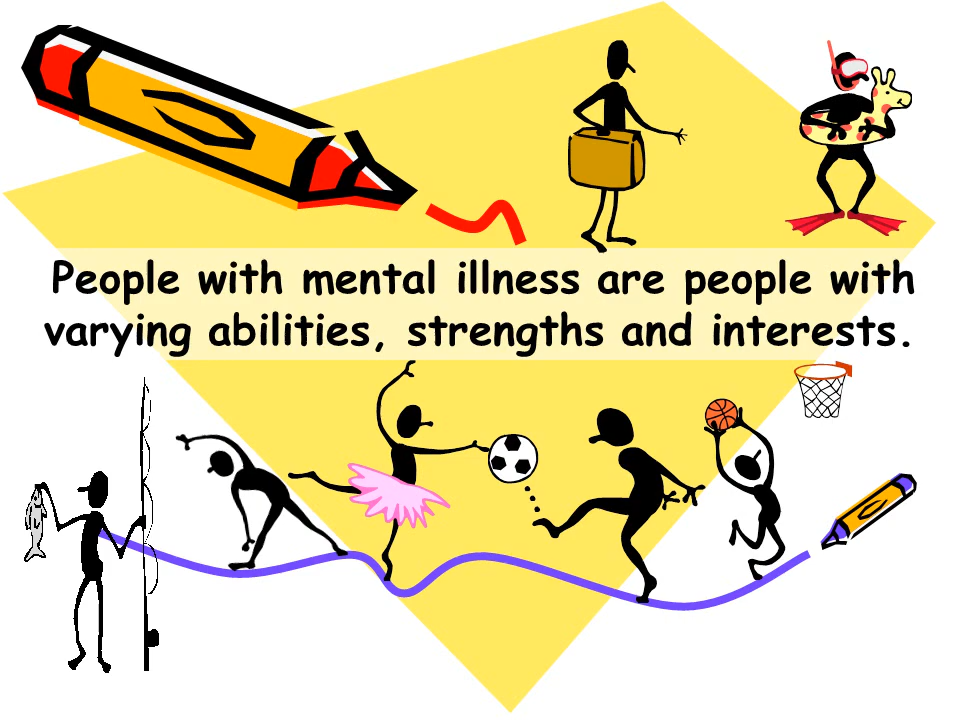 People with mental illness are people with
varying abilities, strengths and interests.